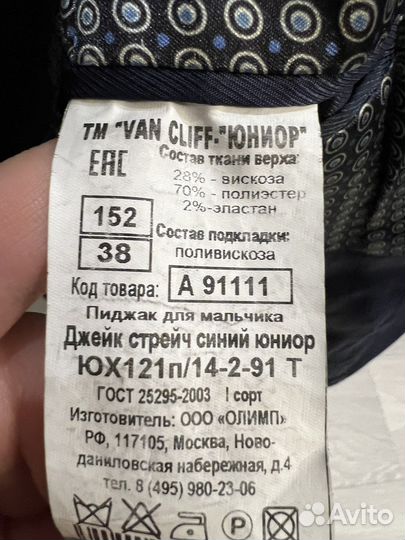 ТМ "VAN CLIFF-"ЮНИОР"
ЕАС
Состав ткани верха:
28% - вискоза
70% - полиэстер
2%-эластан
152
38
Состав подкладки:
поливискоза
Код товара: А 91111
Пиджак для мальчика
Джейк стрейч синий юниор
ЮХ121п/14-2-91 Т
ГОСТ 25295-2003 I сорт
Изготовитель: ООО «ОЛИМП»
РФ, 117105, Москва, Ново-
даниловская набережная, д.4
тел. 8 (495) 980-23-06
P
Avito